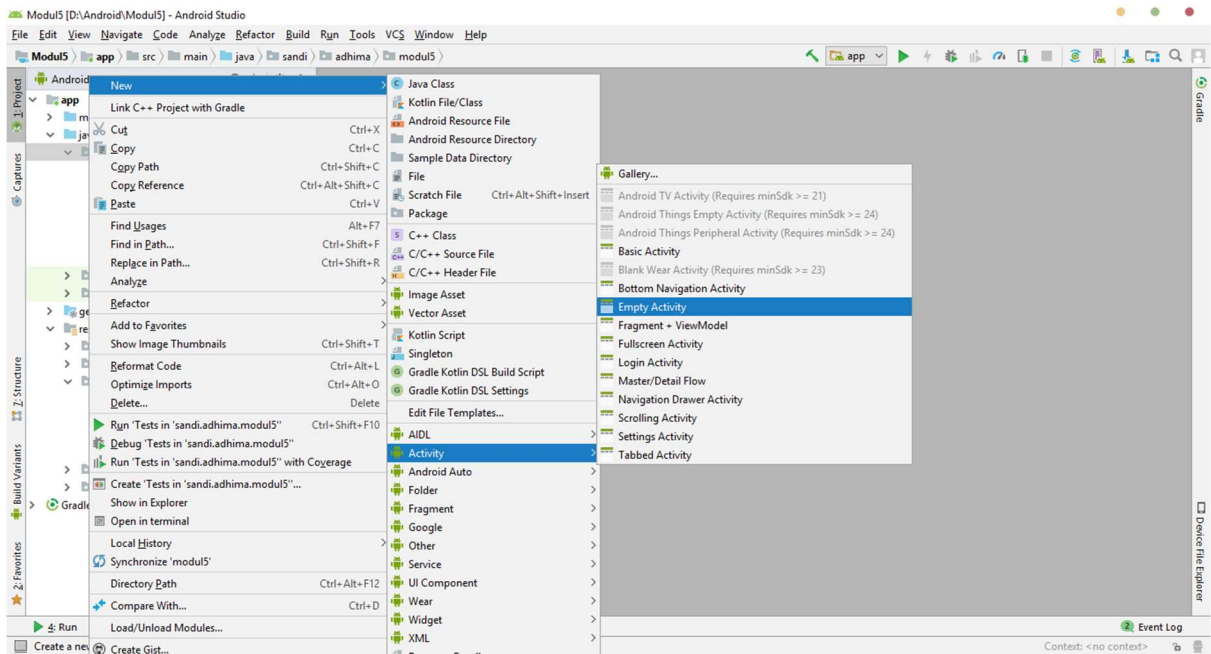 Modul5 [D:\Android\Modul5] - Android Studio
File Edit View Navigate Code Analyze Refactor Build Run Tools VCS Window Help
Modul5 app src main java sandi adhima modul5
app
Android
1: Project
Captures
7: Structure
Build Variants
2: Favorites
app
Gradle
New
Link C++ Project with Gradle
Cut Ctrl+X
Copy Ctrl+C
Copy Path Ctrl+Shift+C
Copy Reference Ctrl+Alt+Shift+C
Paste Ctrl+V
Find Usages Alt+F7
Find in Path... Ctrl+Shift+F
Replace in Path... Ctrl+Shift+R
Analyze
Refactor
Add to Favorites
Show Image Thumbnails Ctrl+Shift+T
Reformat Code Ctrl+Alt+L
Optimize Imports Ctrl+Alt+O
Delete... Delete
Run 'Tests in 'sandi.adhima.modul5'' Ctrl+Shift+F10
Debug 'Tests in 'sandi.adhima.modul5''
Run 'Tests in 'sandi.adhima.modul5'' with Coverage
Create 'Tests in 'sandi.adhima.modul5''...
Show in Explorer
Open in terminal
Local History
Synchronize 'modul5'
Directory Path Ctrl+Alt+F12
Compare With... Ctrl+D
Load/Unload Modules...
Create Gist...
Java Class
Kotlin File/Class
Android Resource File
Android Resource Directory
Sample Data Directory
File
Scratch File Ctrl+Alt+Shift+Insert
Package
C++ Class
C/C++ Source File
C/C++ Header File
Image Asset
Vector Asset
Kotlin Script
Singleton
Gradle Kotlin DSL Build Script
Gradle Kotlin DSL Settings
Edit File Templates...
AIDL
Activity
Android Auto
Folder
Fragment
Google
Other
Service
UI Component
Wear
Widget
XML
Gallery...
Android TV Activity (Requires minSdk >= 21)
Android Things Empty Activity (Requires minSdk >= 24)
Android Things Peripheral Activity (Requires minSdk >= 24)
Basic Activity
Blank Wear Activity (Requires minSdk >= 23)
Bottom Navigation Activity
Empty Activity
Fragment + ViewModel
Fullscreen Activity
Login Activity
Master/Detail Flow
Navigation Drawer Activity
Scrolling Activity
Settings Activity
Tabbed Activity
Gradle
Device File Explorer
4: Run
2 Event Log
Create a new
Context: <no context>